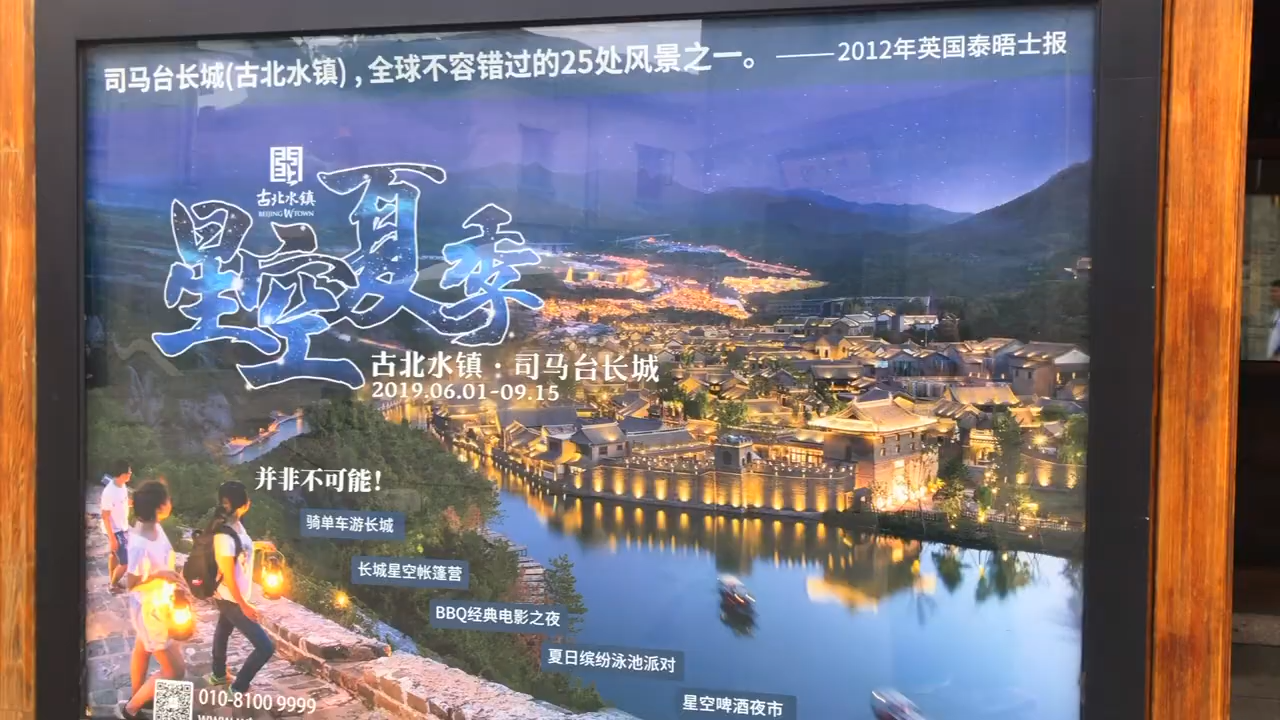 司马台长城(古北水镇)，全球不容错过的25处风景之一。——2012年英国泰晤士报
古北水镇
BEIJING WTOWN
星空夏季
古北水镇：司马台长城
2019.06.01-09.15
并非不可能！
骑单车游长城
长城星空帐篷营
BBQ经典电影之夜
夏日缤纷泳池派对
星空啤酒夜市
010-8100 9999